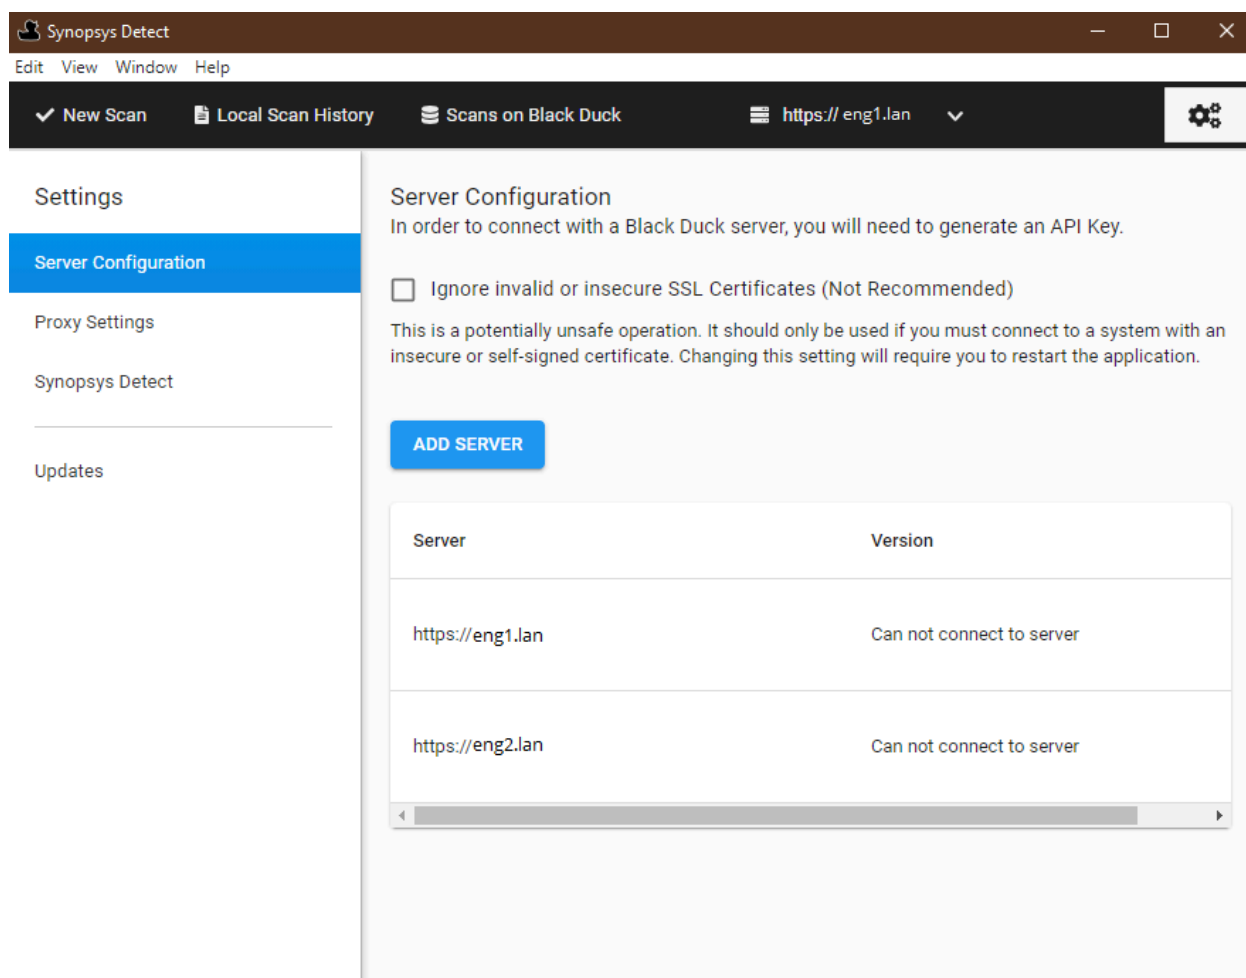 Synopsys Detect
Edit View Window Help
New Scan Local Scan History Scans on Black Duck https:// eng1.lan
Settings
Server Configuration
Proxy Settings
Synopsys Detect
Updates
Server Configuration
In order to connect with a Black Duck server, you will need to generate an API Key.
Ignore invalid or insecure SSL Certificates (Not Recommended)
This is a potentially unsafe operation. It should only be used if you must connect to a system with an
insecure or self-signed certificate. Changing this setting will require you to restart the application.
ADD SERVER
Server Version
https://eng1.lan Can not connect to server
https://eng2.lan Can not connect to server